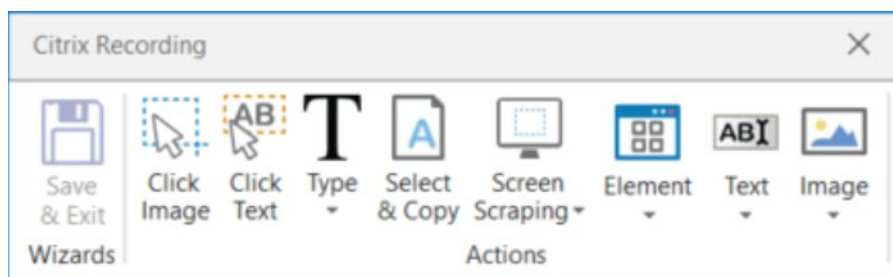 Citrix Recording
AB
T
A
ABI
Save & Exit
Click Image
Click Text
Type
Select & Copy
Screen Scraping
Element
Text
Image
Wizards
Actions